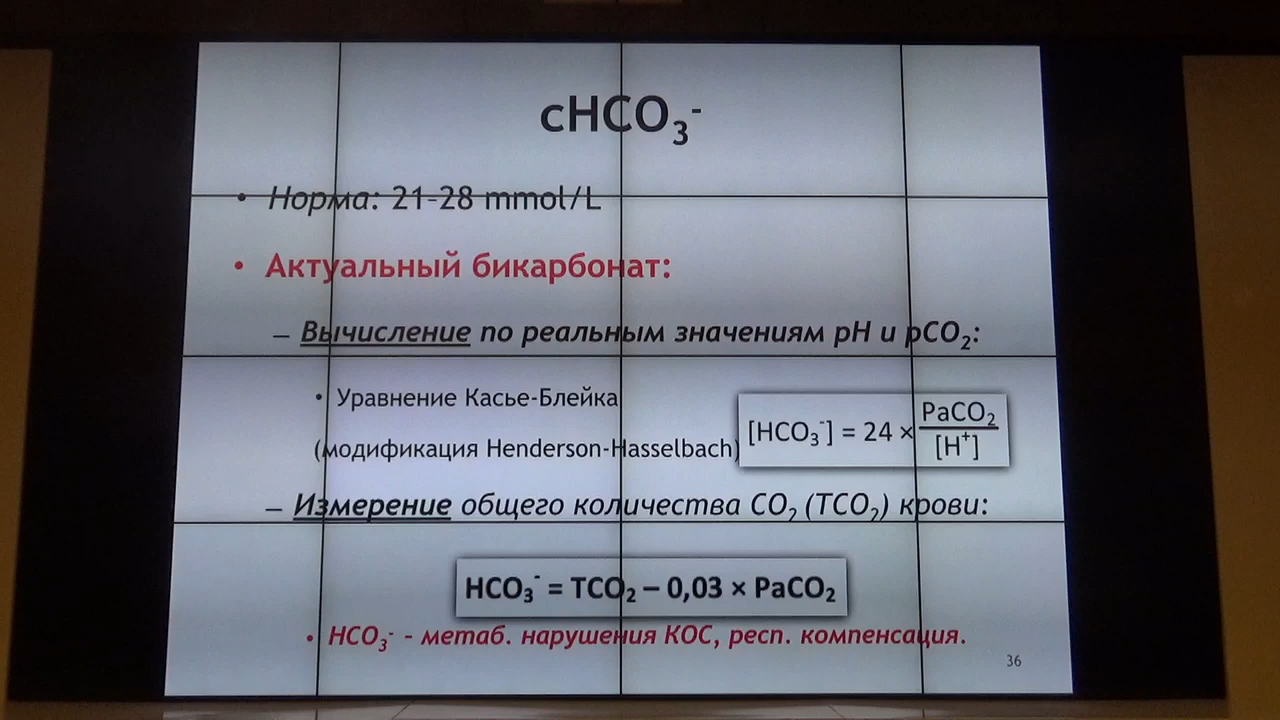 cHCO₃⁻
• Норма: 21-28 mmol/L
• Актуальный бикарбонат:
– Вычисление по реальным значениям pH и pCO₂:
• Уравнение Касье-Блейка
(модификация Henderson-Hasselbach)
[HCO₃⁻] = 24 × PaCO₂ / [H⁺]
– Измерение общего количества CO₂ (TCO₂) крови:
HCO₃⁻ = TCO₂ – 0,03 × PaCO₂
• HCO₃⁻ - метаб. нарушения КОС, респ. компенсация.
36